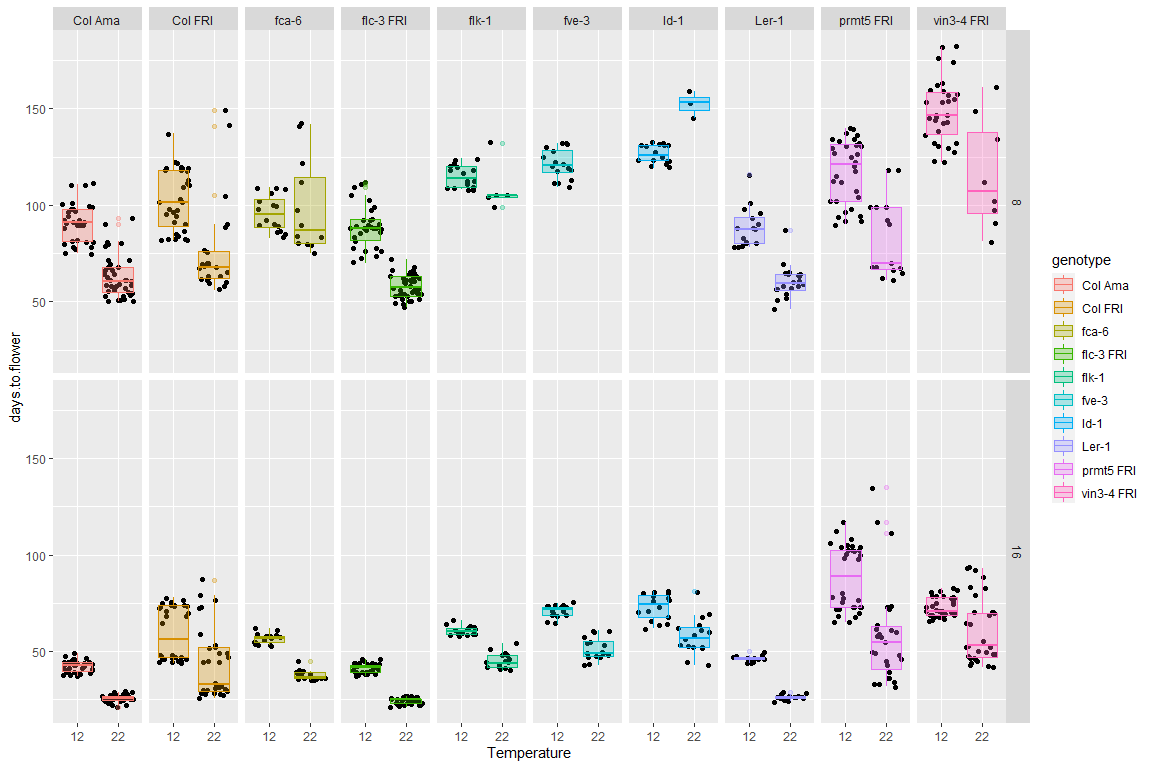 Col Ama Col FRI fca-6 flc-3 FRI flk-1 fve-3 ld-1 Ler-1 prmt5 FRI vin3-4 FRI
150
100
50
8
150
100
50
16
12 22 12 22 12 22 12 22 12 22 12 22 12 22 12 22 12 22 12 22
Temperature
days.to.flower
genotype
Col Ama
Col FRI
fca-6
flc-3 FRI
flk-1
fve-3
ld-1
Ler-1
prmt5 FRI
vin3-4 FRI